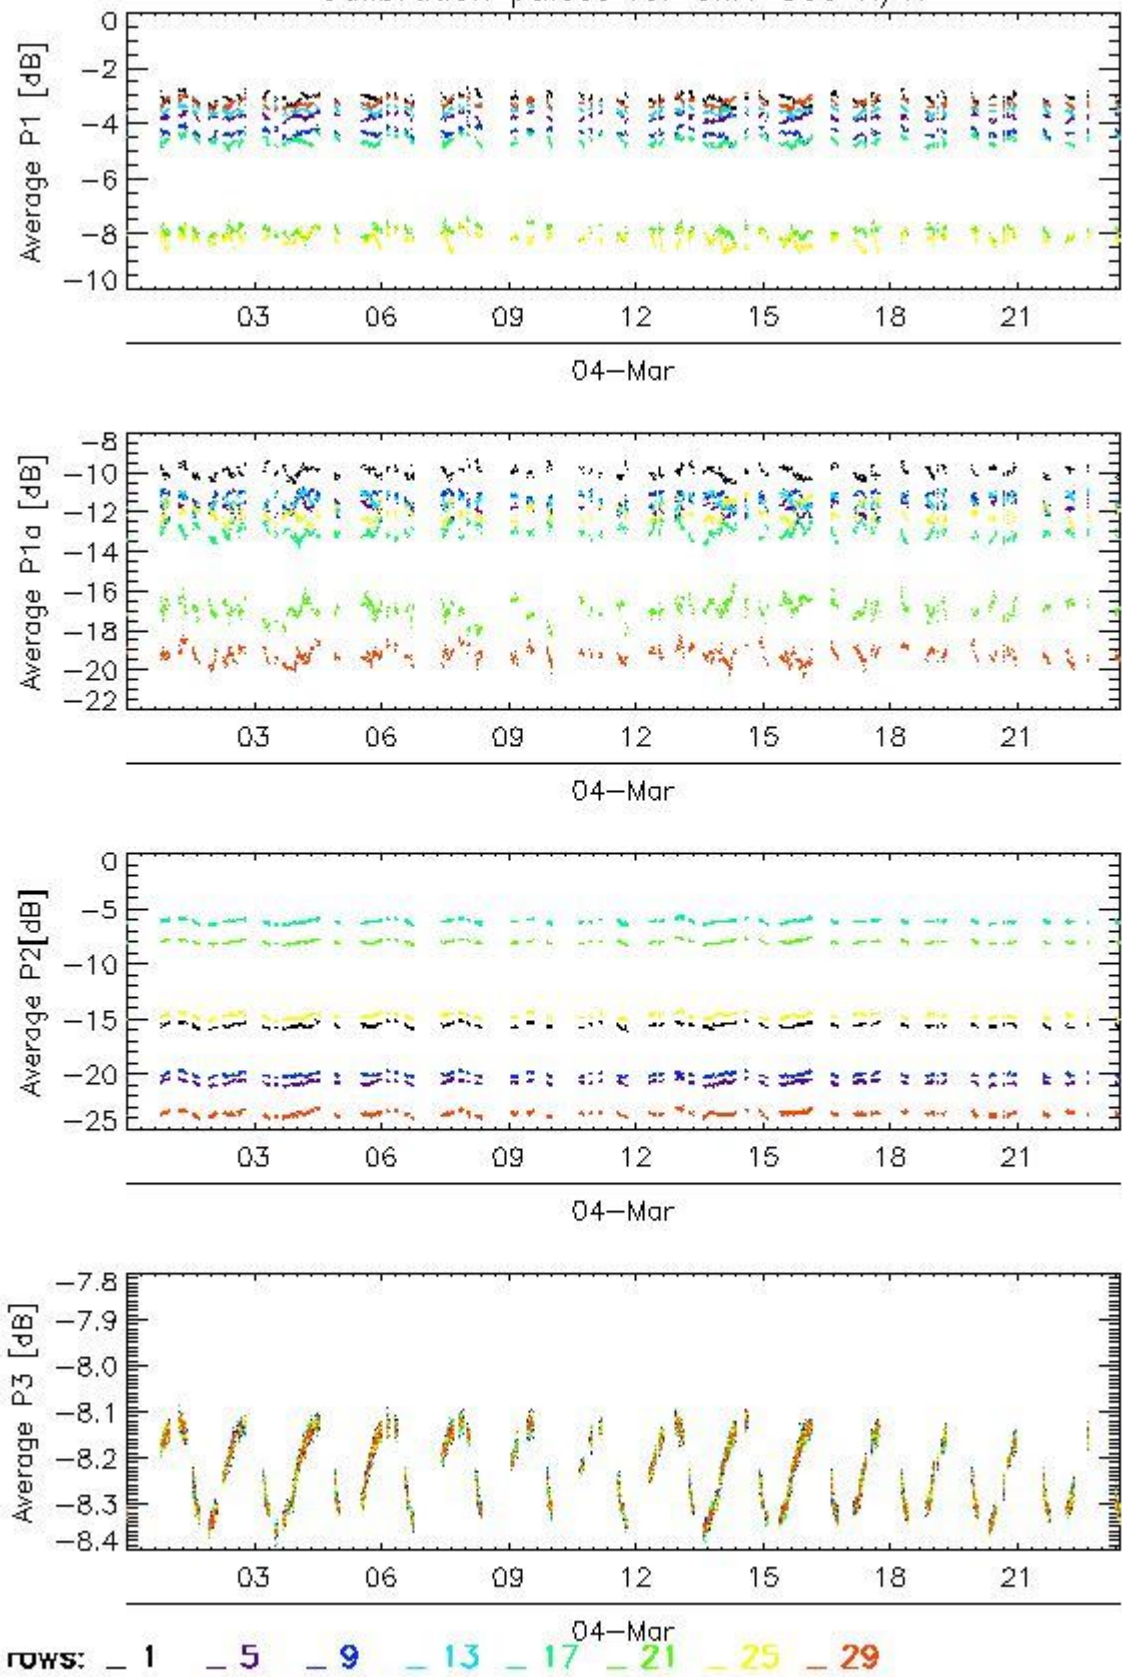 Average P1 [dB]
0
-2
-4
-6
-8
-10
03 06 09 12 15 18 21
04-Mar
Average P1a [dB]
-8
-10
-12
-14
-16
-18
-20
-22
03 06 09 12 15 18 21
04-Mar
Average P2[dB]
0
-5
-10
-15
-20
-25
03 06 09 12 15 18 21
04-Mar
Average P3 [dB]
-7.8
-7.9
-8.0
-8.1
-8.2
-8.3
-8.4
03 06 09 12 15 18 21
04-Mar
rows: _ 1 _ 5 _ 9 _ 13 _ 17 _ 21 _ 25 _ 29